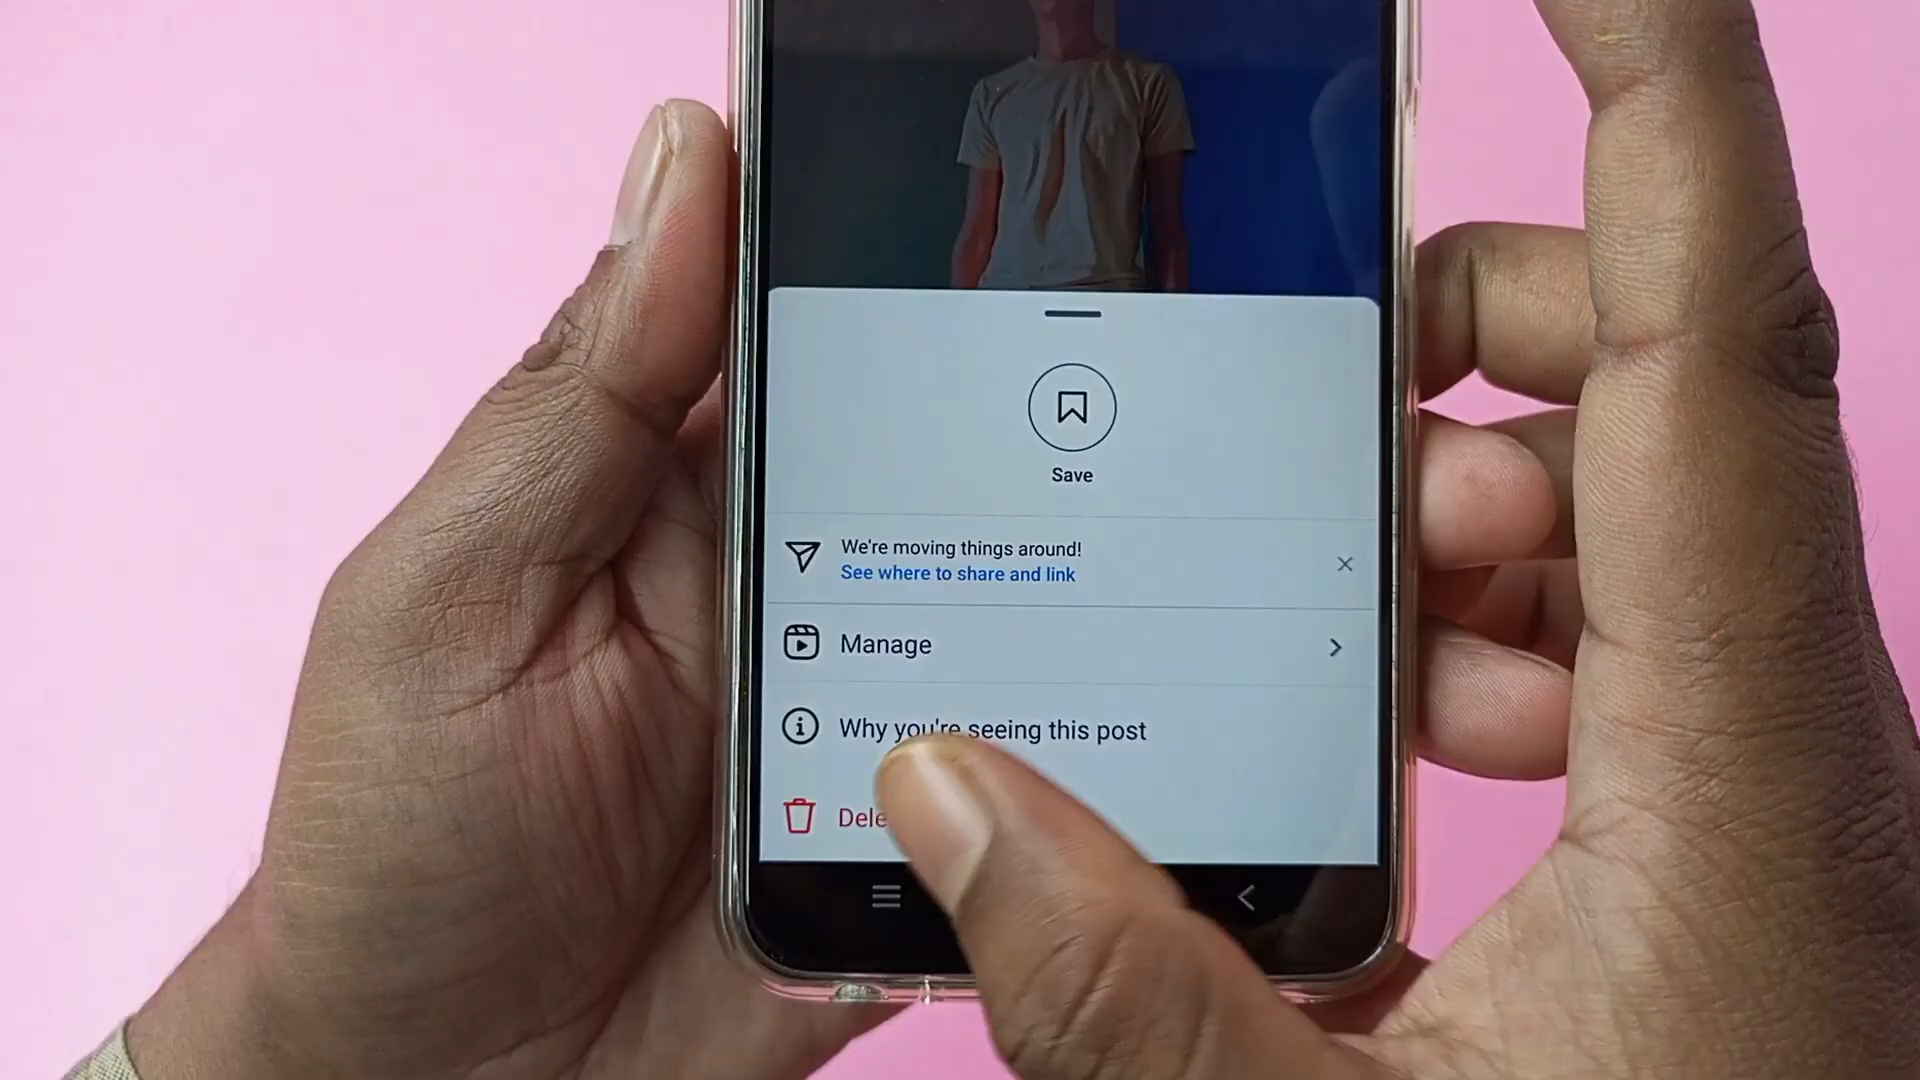 Save
We're moving things around!
See where to share and link
Manage
Why you're seeing this post
Dele